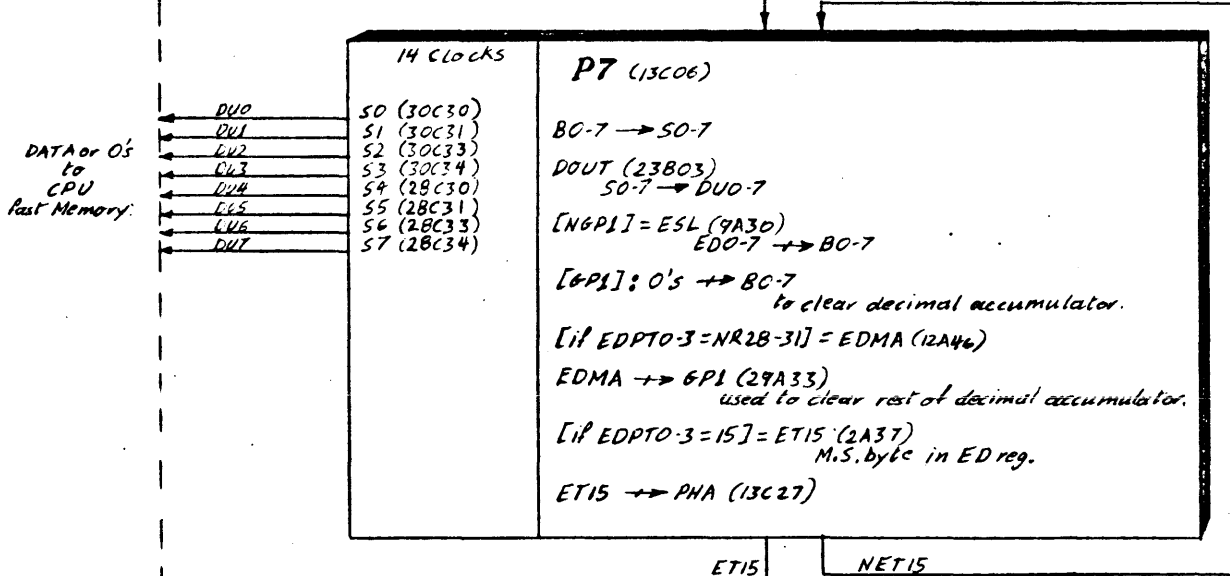 14 Clocks
P7 (13C06)
DU0
S0 (30C30)
DU1
S1 (30C31)
B0-7 → S0-7
DU2
S2 (30C33)
DATA or O's
to
CPU
Fast Memory.
DU3
S3 (30C34)
DOUT (23B03)
DU4
S4 (28C30)
S0-7 → DU0-7
DU5
S5 (28C31)
DU6
S6 (28C33)
[NGP1] = ESL (9A30)
DU7
S7 (28C34)
ED0-7 +→ B0-7
[GP1]: O's +→ B0-7
to clear decimal accumulator.
[if EDPT0-3 = NR28-31] = EDMA (12A46)
EDMA +→ GP1 (29A33)
used to clear rest of decimal accumulator.
[if EDPT0-3 = 15] = ET15 (2A37)
M.S. byte in ED reg.
ET15 +→ PHA (13C27)
ET15
NET15